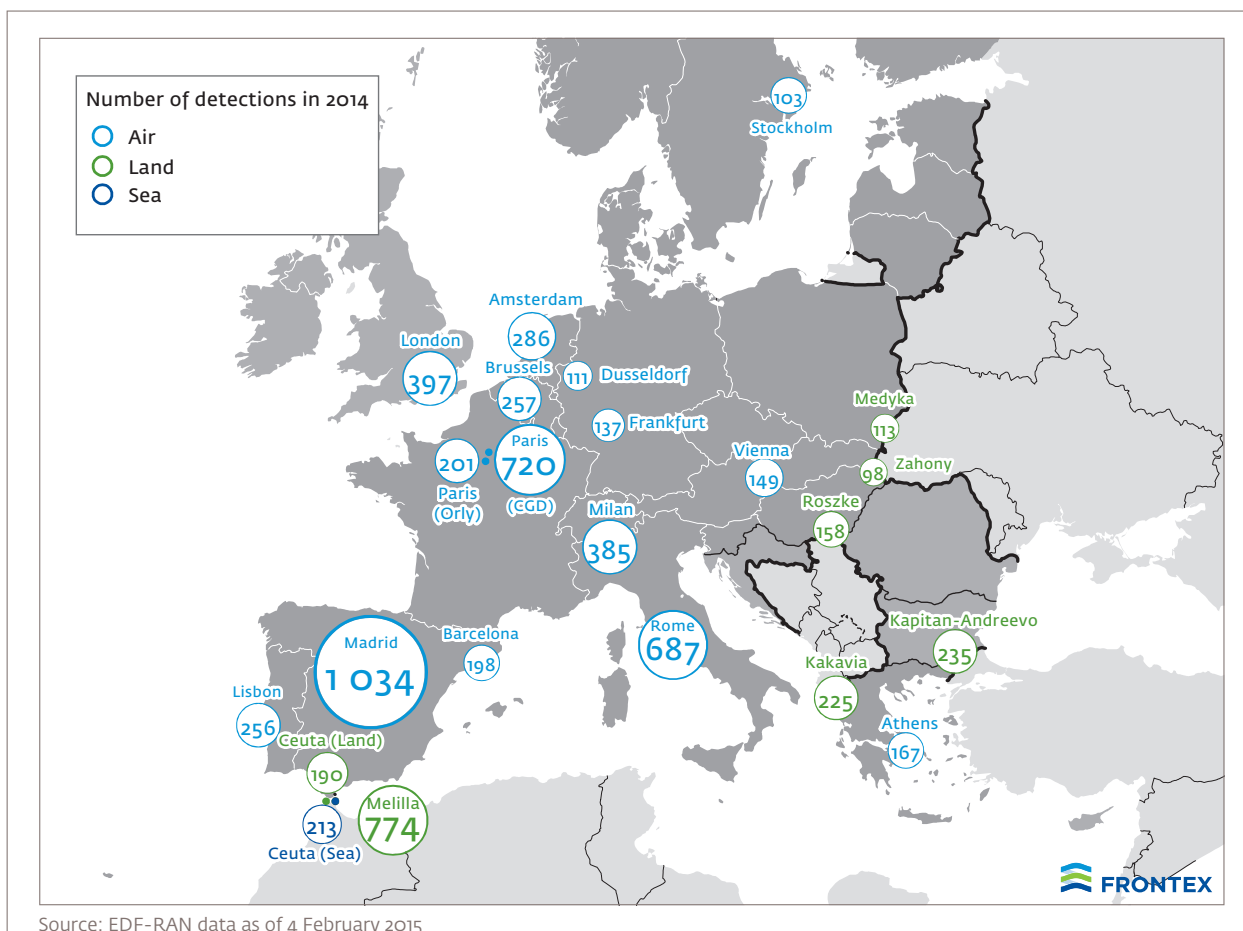 Number of detections in 2014
Air
Land
Sea
103
Stockholm
Amsterdam
286
London
397
Brussels
257
111 Dusseldorf
137 Frankfurt
Paris
720
(CGD)
201
Paris
(Orly)
Vienna
149
Medyka
113
98 Zahony
Roszke
158
Milan
385
Madrid
1 034
Barcelona
198
Rome
687
Kapitan-Andreevo
235
Kakavia
225
Athens
167
Lisbon
256
Ceuta (Land)
190
213
Ceuta (Sea)
Melilla
774
FRONTEX
Source: EDF-RAN data as of 4 February 2015